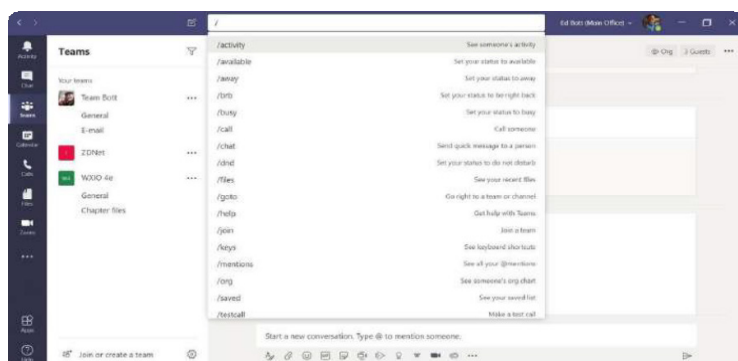 /
Ed Bott (Main Office)
Activity
Chat
Teams
Calendar
Calls
Files
Zoom
Apps
Help
Teams
Your teams
Team Bott
General
E-mail
ZDNet
WXIO 4e
General
Chapter files
Join or create a team
/activity See someone's activity
/available Set your status to available
/away Set your status to away
/brb Set your status to be right back
/busy Set your status to busy
/call Call someone
/chat Send quick message to a person
/dnd Set your status to do not disturb
/files See your recent files
/goto Go right to a team or channel
/help Get help with Teams
/join Join a team
/keys See keyboard shortcuts
/mentions See all your @mentions
/org See someone's org chart
/saved See your saved list
/testcall Make a test call
Org
3 Guests
Start a new conversation. Type @ to mention someone.